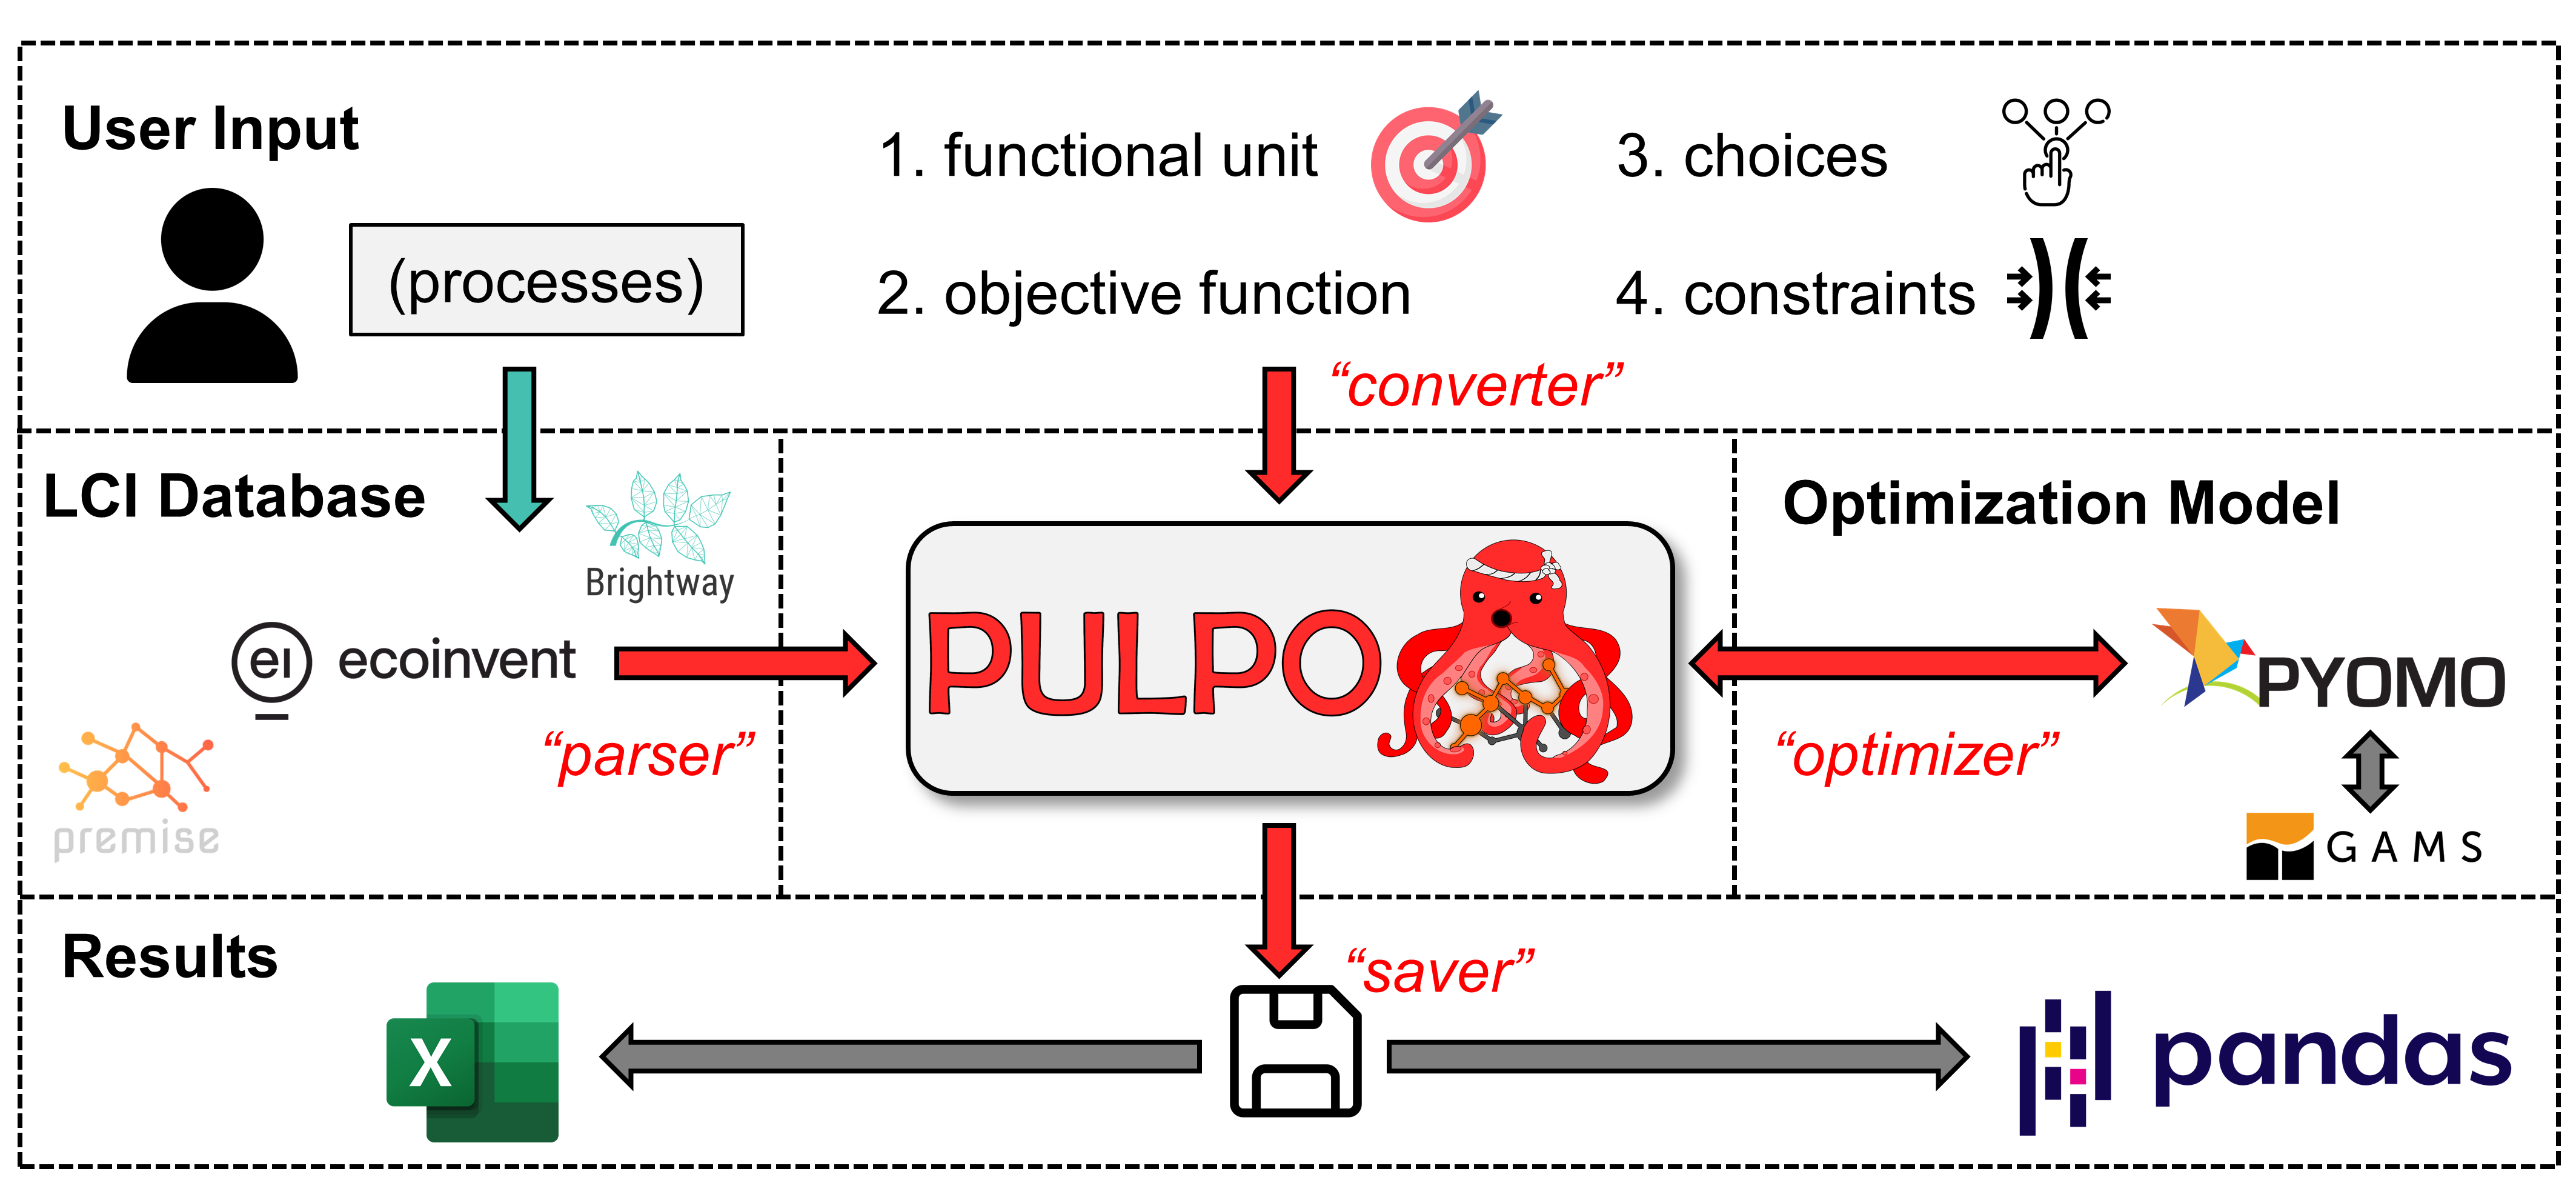 User Input
(processes)
1. functional unit
2. objective function
3. choices
4. constraints
“converter”
LCI Database
Brightway
eı ecoinvent
“parser”
premise
PULPO
Optimization Model
“optimizer”
PYOMO
GAMS
Results
“saver”
X
pandas